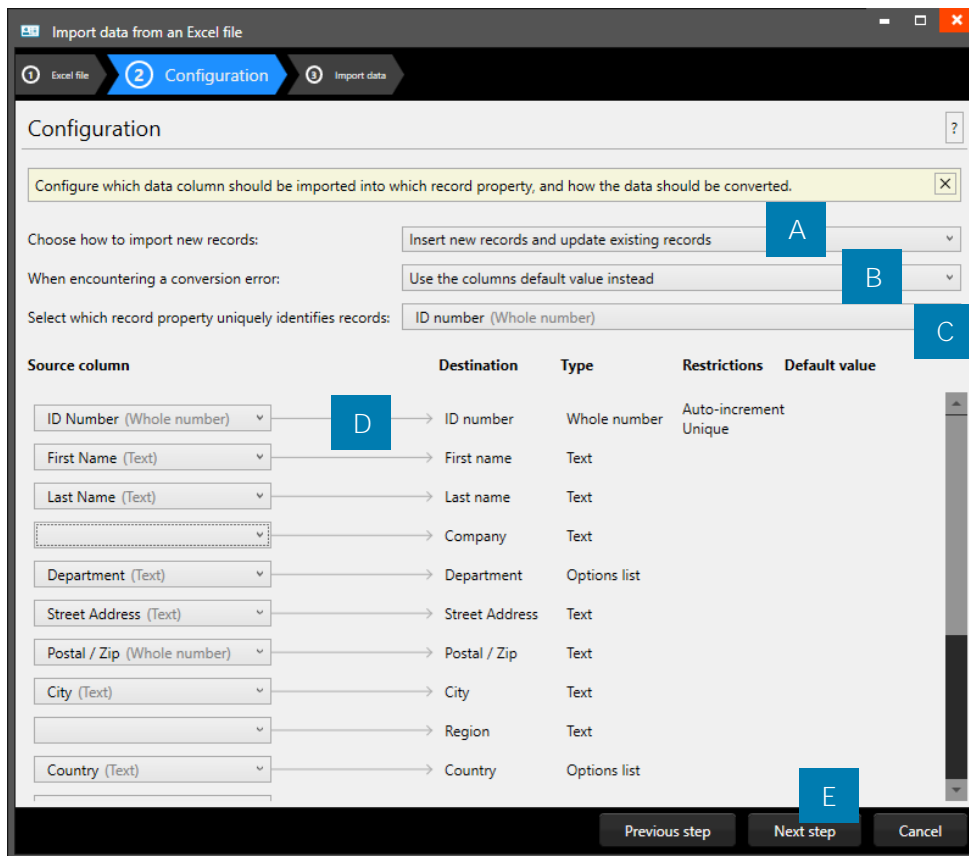 Import data from an Excel file
1 Excel file 2 Configuration 3 Import data
Configuration ?
Configure which data column should be imported into which record property, and how the data should be converted.
Choose how to import new records: Insert new records and update existing records A
When encountering a conversion error: Use the columns default value instead B
Select which record property uniquely identifies records: ID number (Whole number) C
Source column Destination Type Restrictions Default value
ID Number (Whole number) D ID number Whole number Auto-increment
Unique
First Name (Text) First name Text
Last Name (Text) Last name Text
Company Text
Department (Text) Department Options list
Street Address (Text) Street Address Text
Postal / Zip (Whole number) Postal / Zip Text
City (Text) City Text
Region Text
Country (Text) Country Options list
E
Previous step Next step Cancel